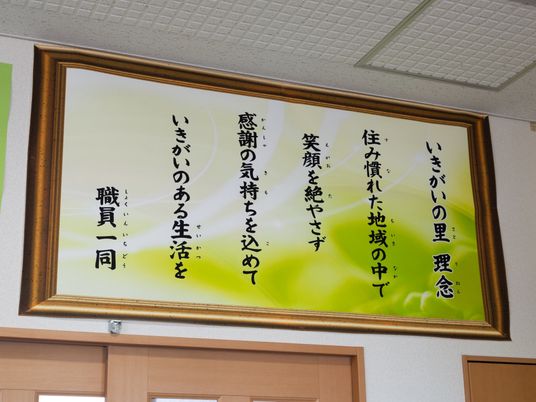 いきがいの里 理念
住み慣れた地域の中で
笑顔を絶やさず
感謝の気持ちを込めて
いきがいのある生活を
職員一同